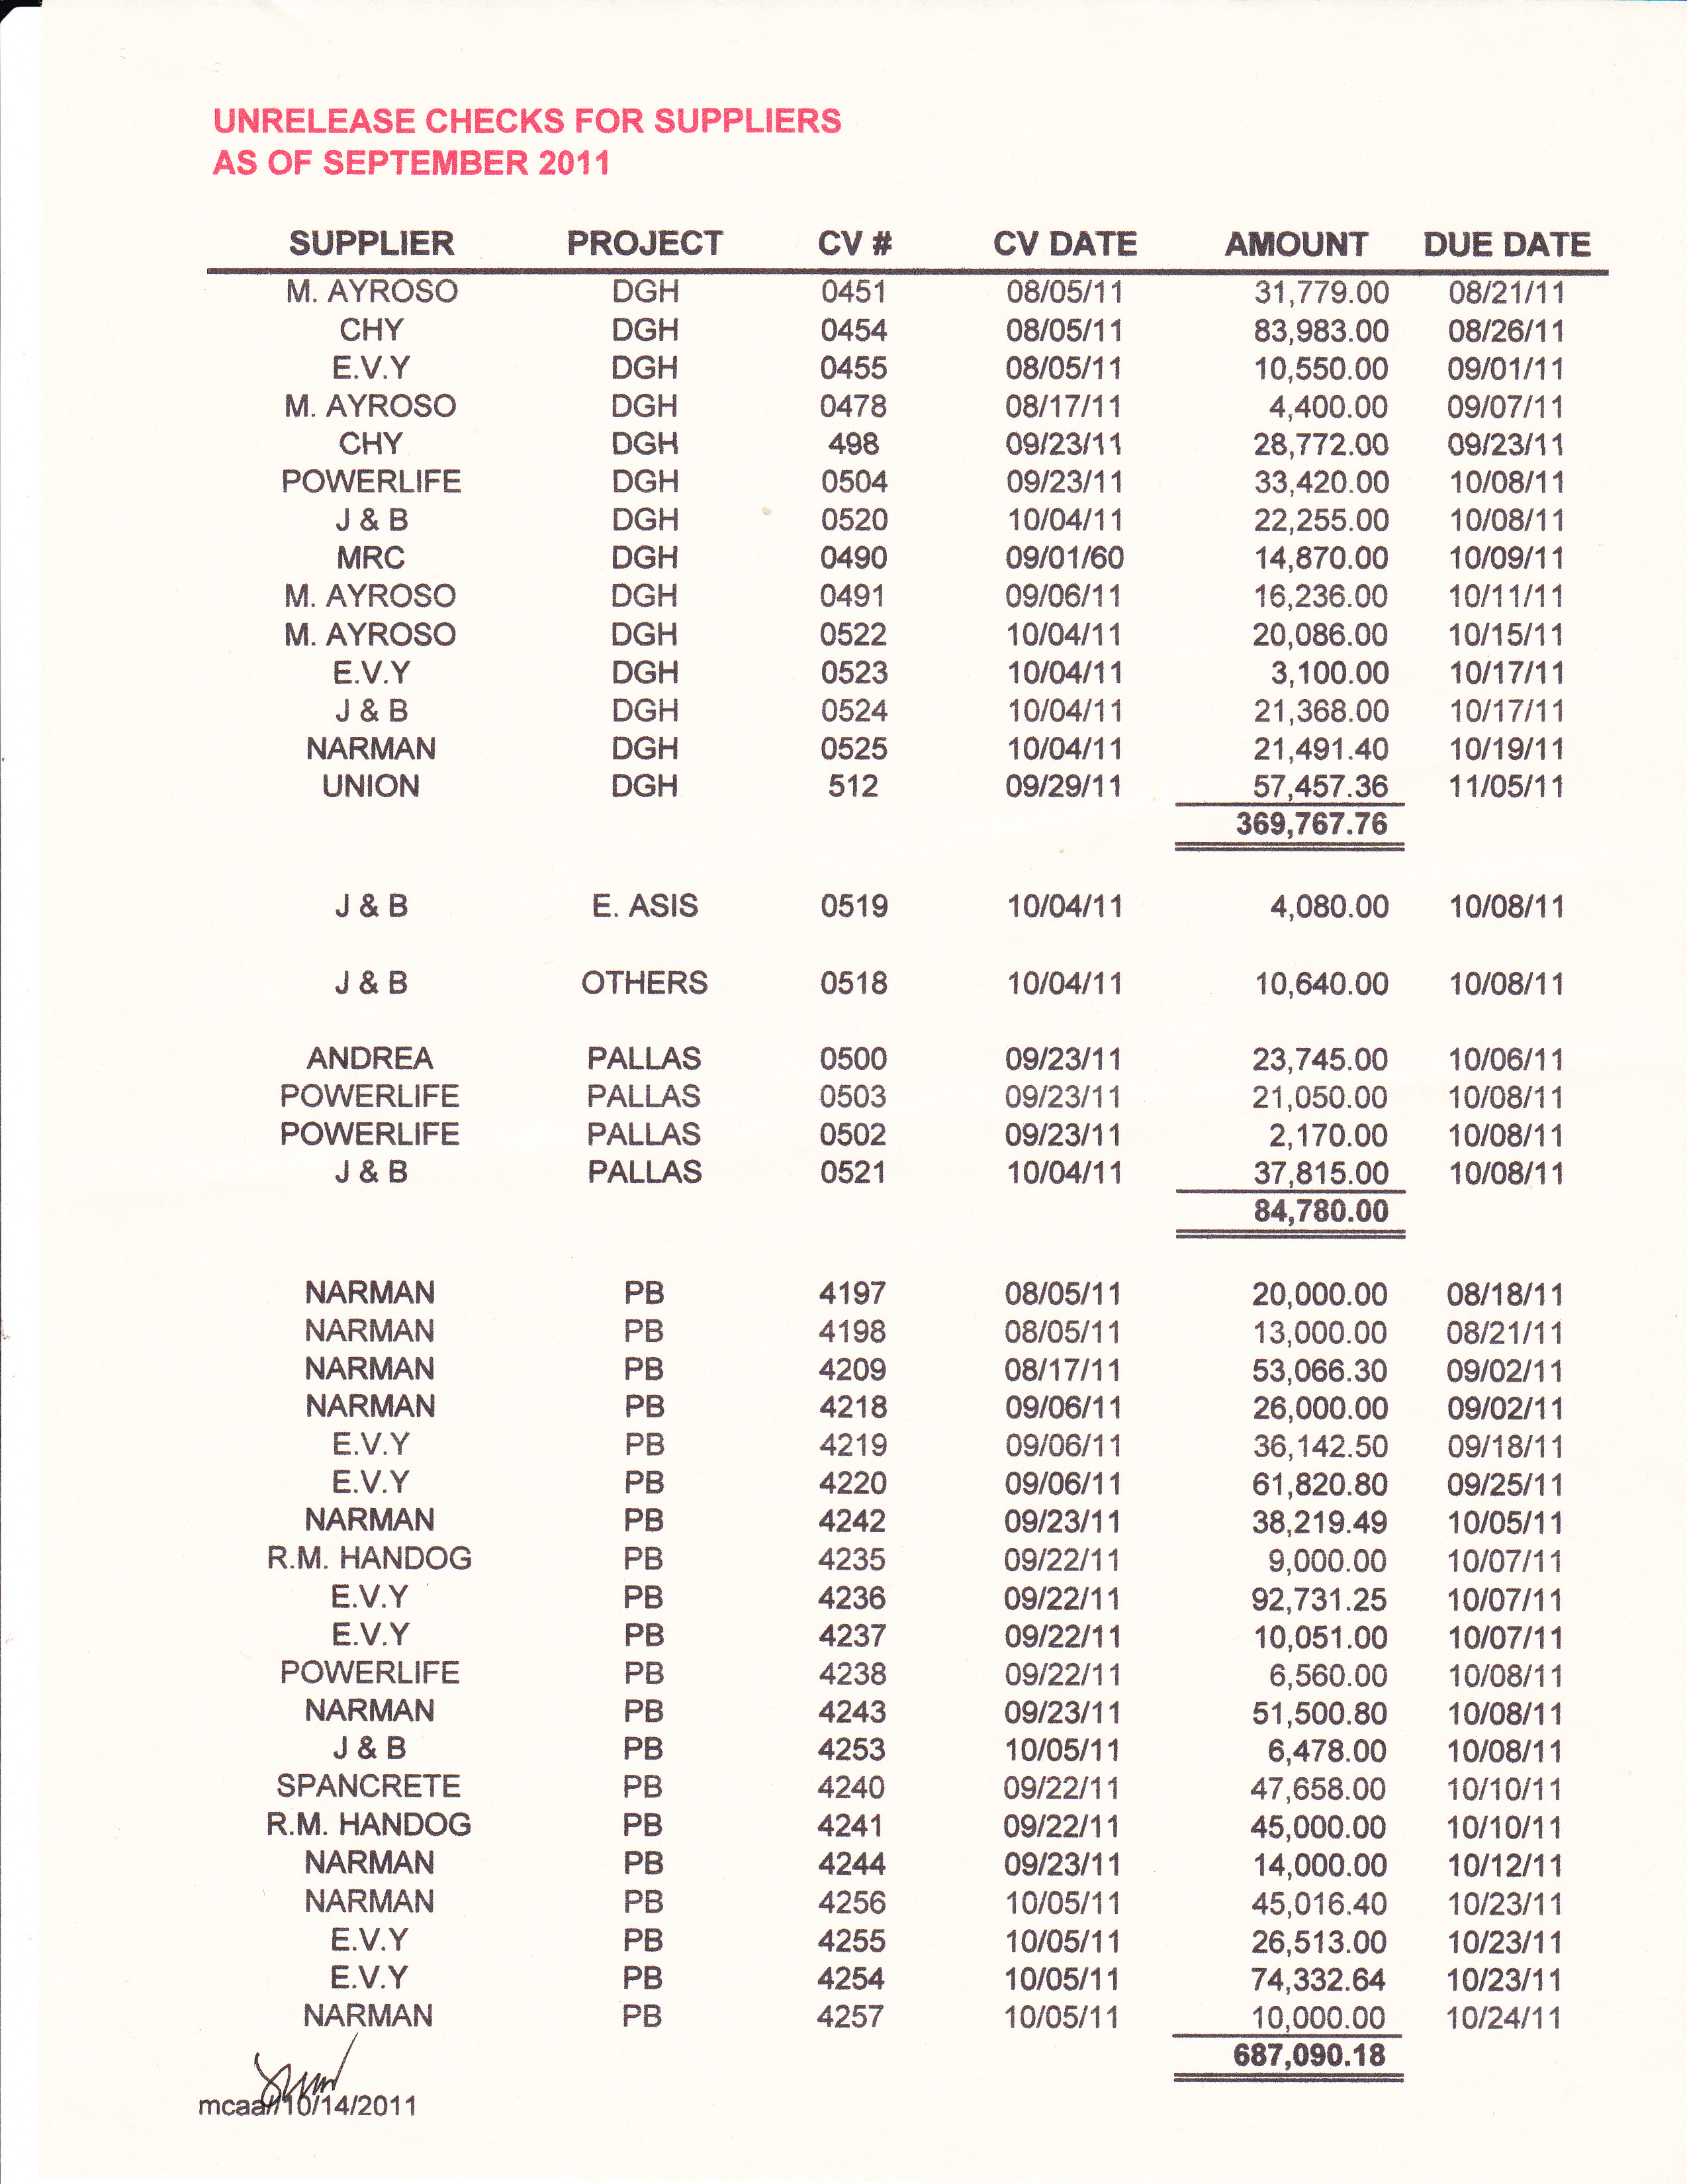 UNRELEASE CHECKS FOR SUPPLIERS
AS OF SEPTEMBER 2011
SUPPLIER PROJECT CV # CV DATE AMOUNT DUE DATE
M. AYROSO DGH 0451 08/05/11 31,779.00 08/21/11
CHY DGH 0454 08/05/11 83,983.00 08/26/11
E.V.Y DGH 0455 08/05/11 10,550.00 09/01/11
M. AYROSO DGH 0478 08/17/11 4,400.00 09/07/11
CHY DGH 498 09/23/11 28,772.00 09/23/11
POWERLIFE DGH 0504 09/23/11 33,420.00 10/08/11
J & B DGH 0520 10/04/11 22,255.00 10/08/11
MRC DGH 0490 09/01/60 14,870.00 10/09/11
M. AYROSO DGH 0491 09/06/11 16,236.00 10/11/11
M. AYROSO DGH 0522 10/04/11 20,086.00 10/15/11
E.V.Y DGH 0523 10/04/11 3,100.00 10/17/11
J & B DGH 0524 10/04/11 21,368.00 10/17/11
NARMAN DGH 0525 10/04/11 21,491.40 10/19/11
UNION DGH 512 09/29/11 57,457.36 11/05/11
369,767.76
J & B E. ASIS 0519 10/04/11 4,080.00 10/08/11
J & B OTHERS 0518 10/04/11 10,640.00 10/08/11
ANDREA PALLAS 0500 09/23/11 23,745.00 10/06/11
POWERLIFE PALLAS 0503 09/23/11 21,050.00 10/08/11
POWERLIFE PALLAS 0502 09/23/11 2,170.00 10/08/11
J & B PALLAS 0521 10/04/11 37,815.00 10/08/11
84,780.00
NARMAN PB 4197 08/05/11 20,000.00 08/18/11
NARMAN PB 4198 08/05/11 13,000.00 08/21/11
NARMAN PB 4209 08/17/11 53,066.30 09/02/11
NARMAN PB 4218 09/06/11 26,000.00 09/02/11
E.V.Y PB 4219 09/06/11 36,142.50 09/18/11
E.V.Y PB 4220 09/06/11 61,820.80 09/25/11
NARMAN PB 4242 09/23/11 38,219.49 10/05/11
R.M. HANDOG PB 4235 09/22/11 9,000.00 10/07/11
E.V.Y PB 4236 09/22/11 92,731.25 10/07/11
E.V.Y PB 4237 09/22/11 10,051.00 10/07/11
POWERLIFE PB 4238 09/22/11 6,560.00 10/08/11
NARMAN PB 4243 09/23/11 51,500.80 10/08/11
J & B PB 4253 10/05/11 6,478.00 10/08/11
SPANCRETE PB 4240 09/22/11 47,658.00 10/10/11
R.M. HANDOG PB 4241 09/22/11 45,000.00 10/10/11
NARMAN PB 4244 09/23/11 14,000.00 10/12/11
NARMAN PB 4256 10/05/11 45,016.40 10/23/11
E.V.Y PB 4255 10/05/11 26,513.00 10/23/11
E.V.Y PB 4254 10/05/11 74,332.64 10/23/11
NARMAN PB 4257 10/05/11 10,000.00 10/24/11
687,090.18
mcaa/10/14/2011